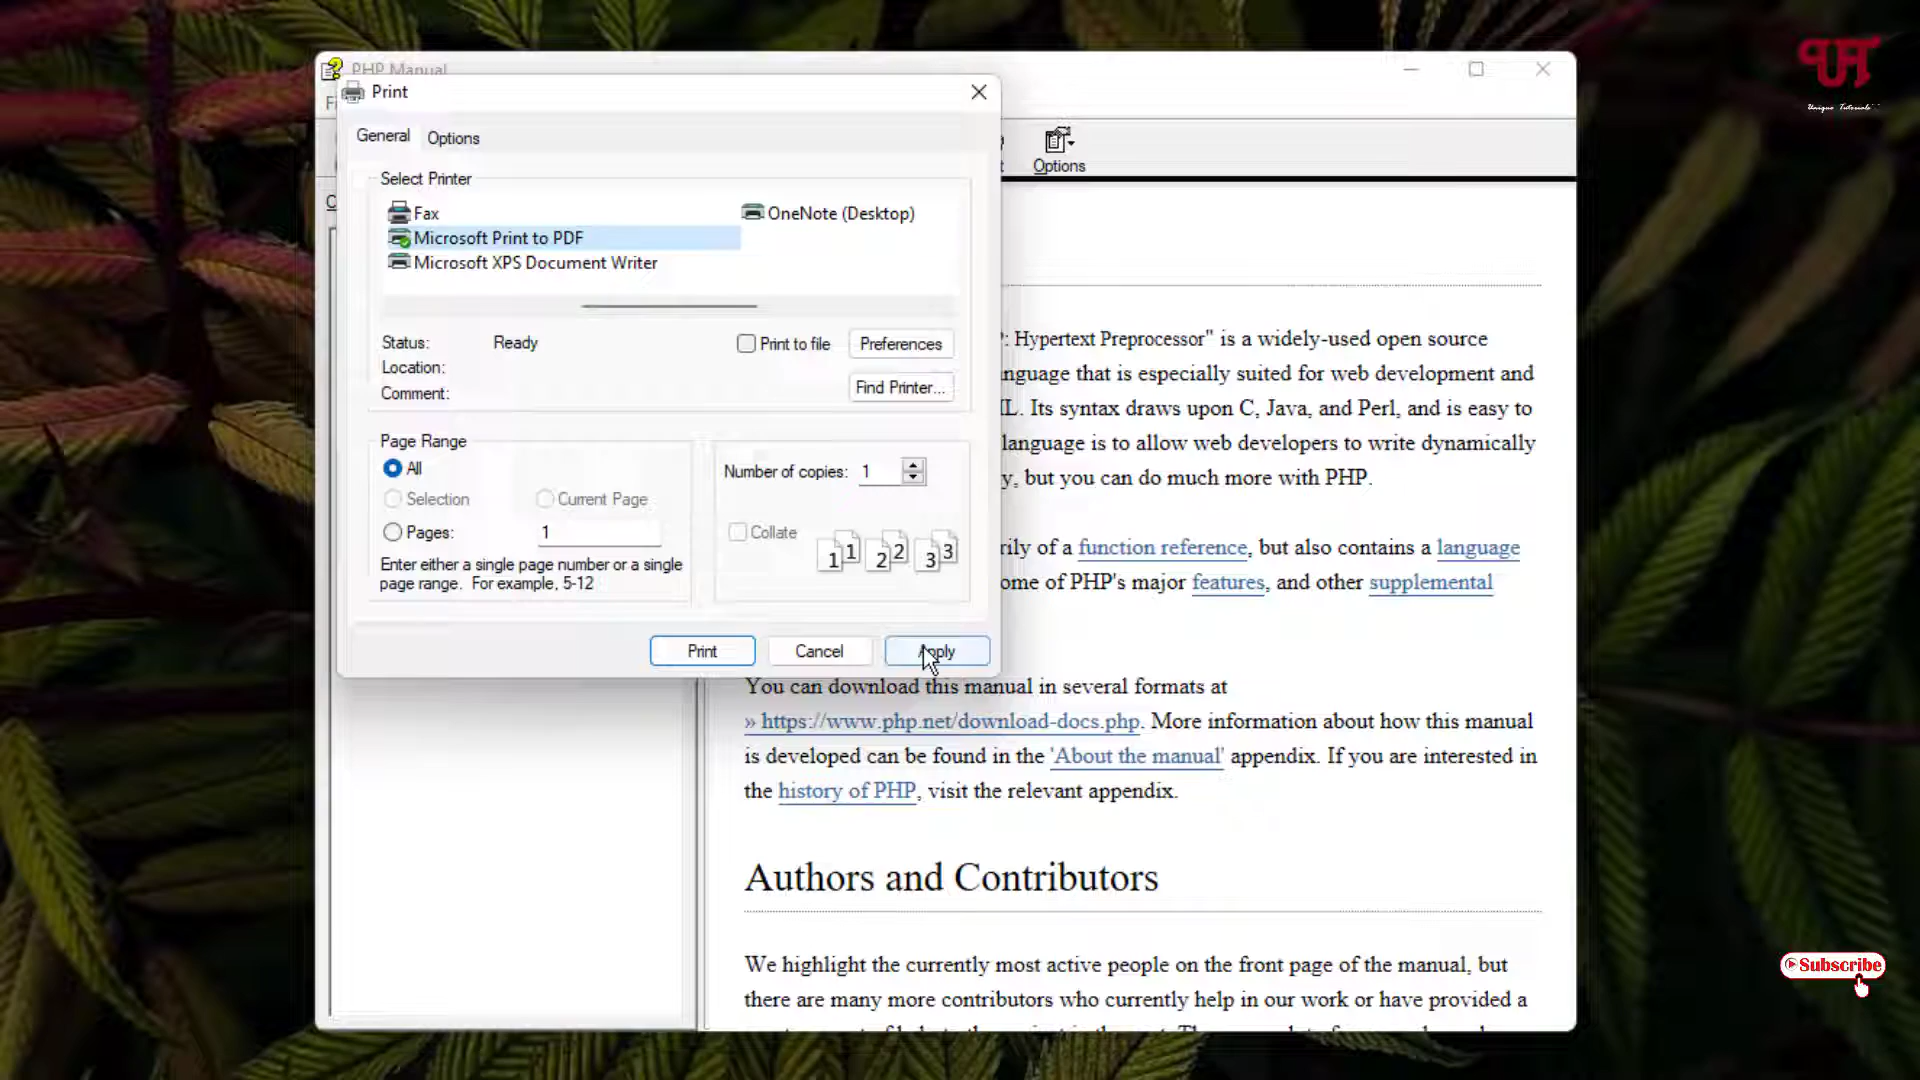 PHP Manual
Print
General
Options
Options
Select Printer
Fax
OneNote (Desktop)
Microsoft Print to PDF
Microsoft XPS Document Writer
Status:
Ready
Print to file
Preferences
Location:
Comment:
Find Printer...
Page Range
All
Selection
Current Page
Pages:
1
Enter either a single page number or a single
page range. For example, 5-12
Number of copies:
1
Collate
1 1 2 2 3 3
Print
Cancel
Apply
: Hypertext Preprocessor" is a widely-used open source
nguage that is especially suited for web development and
L. Its syntax draws upon C, Java, and Perl, and is easy to
language is to allow web developers to write dynamically
y, but you can do much more with PHP.
rily of a function reference, but also contains a language
ome of PHP's major features, and other supplemental
You can download this manual in several formats at
» https://www.php.net/download-docs.php. More information about how this manual
is developed can be found in the 'About the manual' appendix. If you are interested in
the history of PHP, visit the relevant appendix.
Authors and Contributors
We highlight the currently most active people on the front page of the manual, but
there are many more contributors who currently help in our work or have provided a
UT
Unique Tutorials
Subscribe